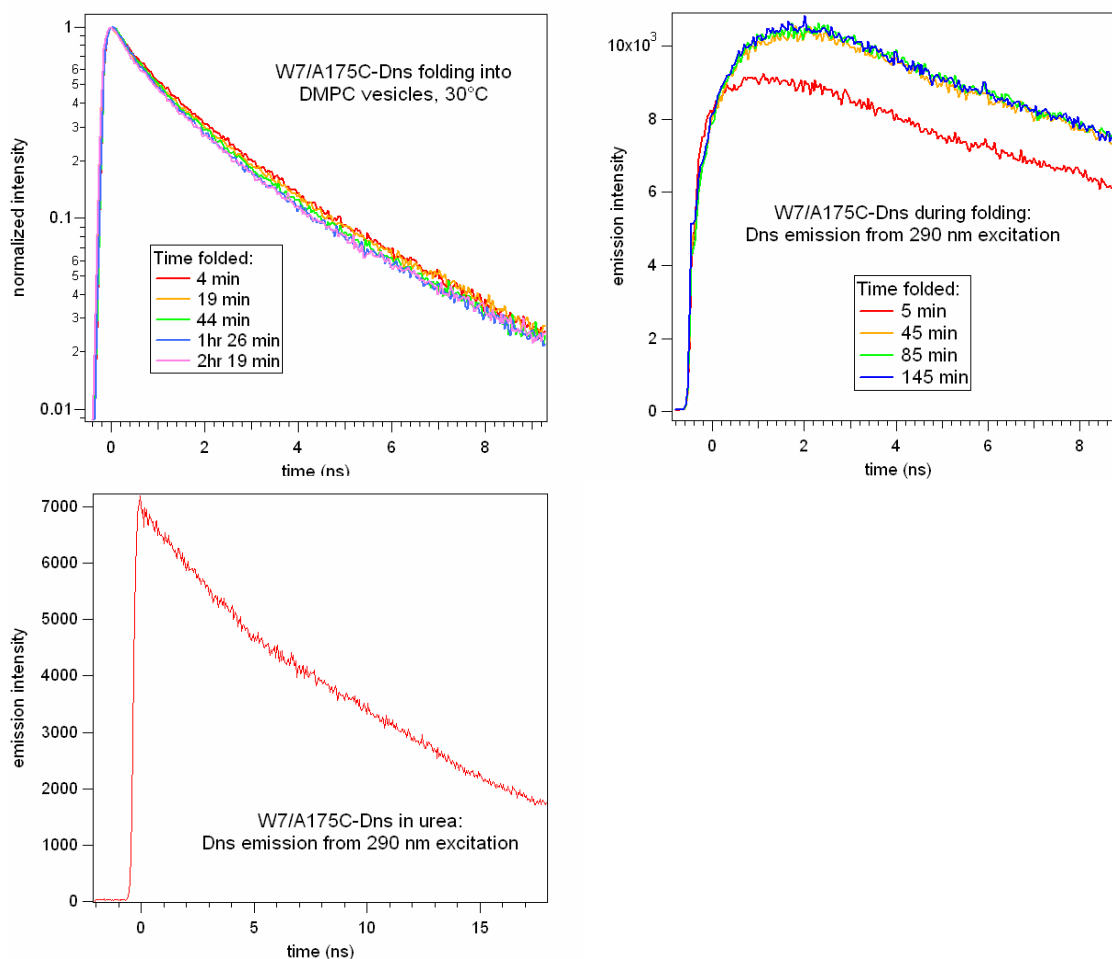 1
8
7
6
5
4
3
2
0.1
8
7
6
5
4
3
2
0.01
normalized intensity
W7/A175C-Dns folding into
DMPC vesicles, 30°C
Time folded:
4 min
19 min
44 min
1hr 26 min
2hr 19 min
0 2 4 6 8
time (ns)
10x10³
8
6
4
2
0
emission intensity
W7/A175C-Dns during folding:
Dns emission from 290 nm excitation
Time folded:
5 min
45 min
85 min
145 min
0 2 4 6 8
time (ns)
7000
6000
5000
4000
3000
2000
1000
0
emission intensity
W7/A175C-Dns in urea:
Dns emission from 290 nm excitation
0 5 10 15
time (ns)